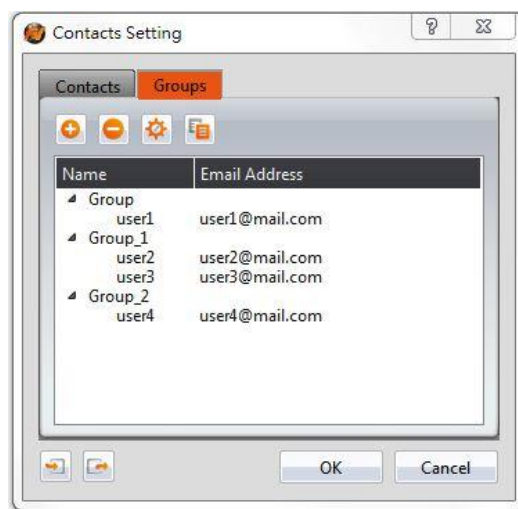 Contacts Setting
Contacts Groups
Name Email Address
Group
user1 user1@mail.com
Group_1
user2 user2@mail.com
user3 user3@mail.com
Group_2
user4 user4@mail.com
OK Cancel